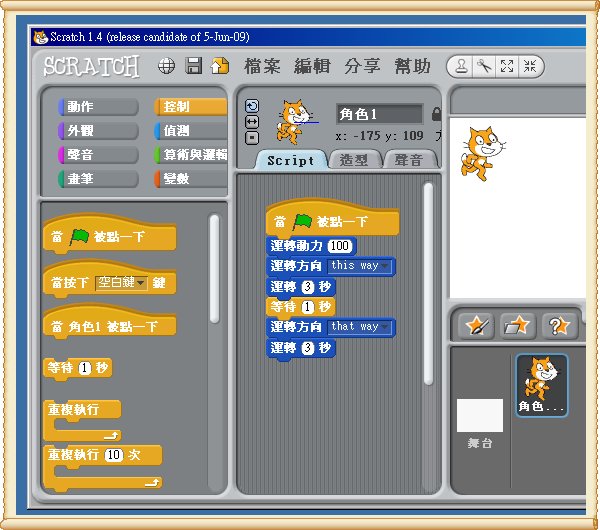 Scratch 1.4 (release candidate of 5-Jun-09)
SCRATCH 檔案 編輯 分享 幫助
動作 控制
外觀 偵測
聲音 算術與邏輯
畫筆 變數
角色1
x: -175 y: 109
Script 造型 聲音
當 被點一下
當按下 空白鍵 鍵
當 角色1 被點一下
等待 1 秒
重複執行
重複執行 10 次
當 被點一下
運轉動力 100
運轉方向 this way
運轉 3 秒
等待 1 秒
運轉方向 that way
運轉 3 秒
角色...
舞台